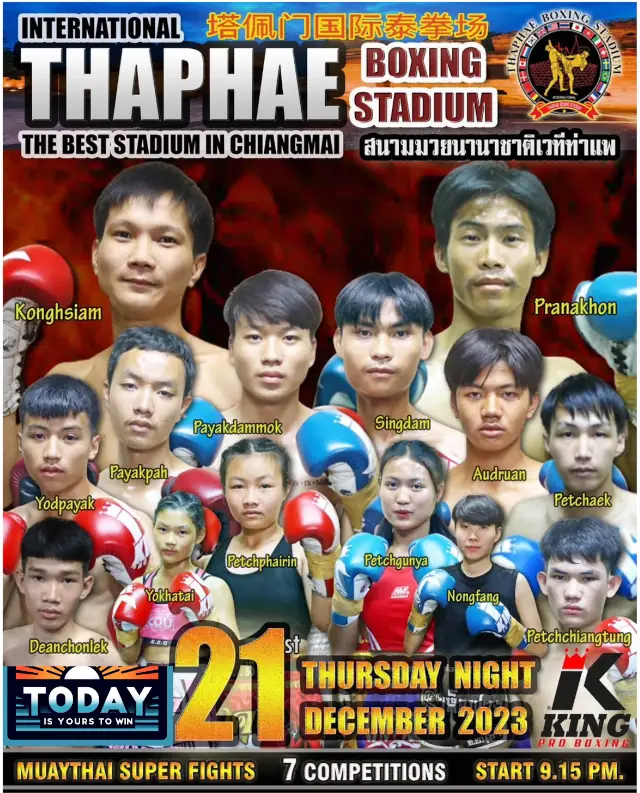 INTERNATIONAL
塔佩门国际泰拳场
THAPHAE
BOXING
STADIUM
THE BEST STADIUM IN CHIANGMAI
สนามมวยนานาชาติเวทีท่าแพ
THAPHAE BOXING STADIUM
Konghsiam
Pranakhon
Payakdammok
Singdam
Payakpah
Audruan
Yodpayak
Petchaek
Petchphairin
Petchgunya
Yokhatai
Nongfang
Deanchonlek
Petchchiangtung
st
21
THURSDAY NIGHT
DECEMBER 2023
TODAY
IS YOURS TO WIN
K
KING
PRO BOXING
MUAYTHAI SUPER FIGHTS
7 COMPETITIONS
START 9.15 PM.